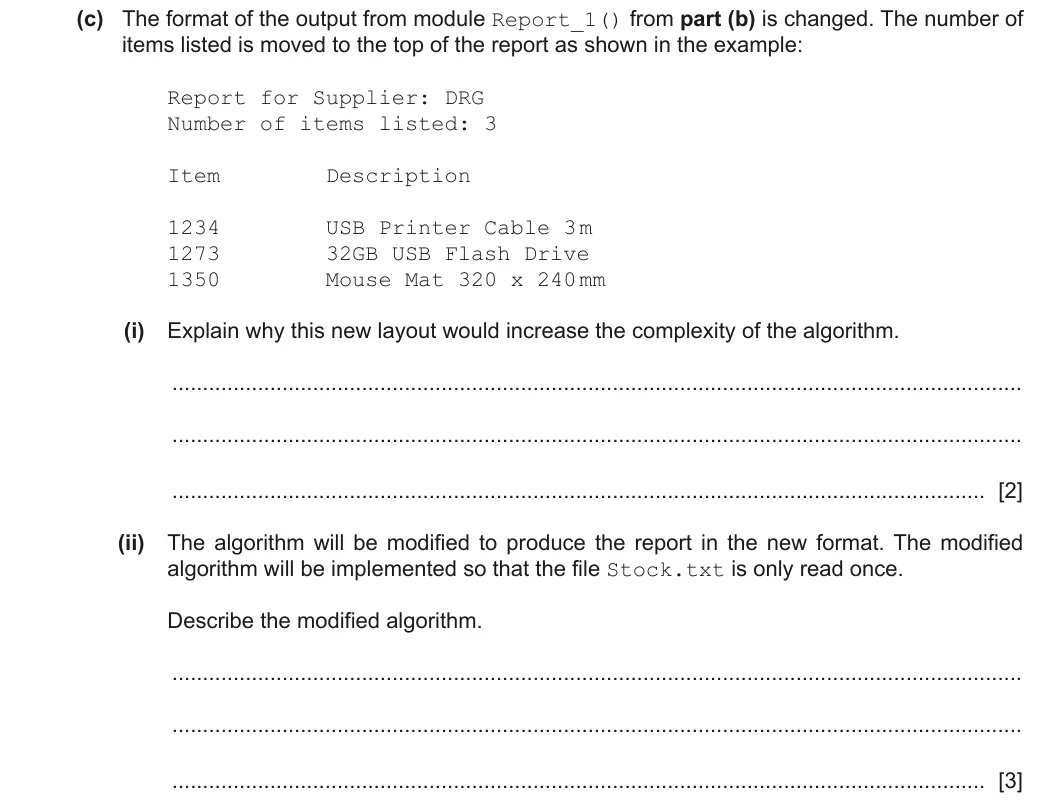 (c) The format of the output from module Report_1() from part (b) is changed. The number of
items listed is moved to the top of the report as shown in the example:
Report for Supplier: DRG
Number of items listed: 3
Item Description
1234 USB Printer Cable 3m
1273 32GB USB Flash Drive
1350 Mouse Mat 320 x 240mm
(i) Explain why this new layout would increase the complexity of the algorithm.
[2]
(ii) The algorithm will be modified to produce the report in the new format. The modified
algorithm will be implemented so that the file Stock.txt is only read once.
Describe the modified algorithm.
[3]